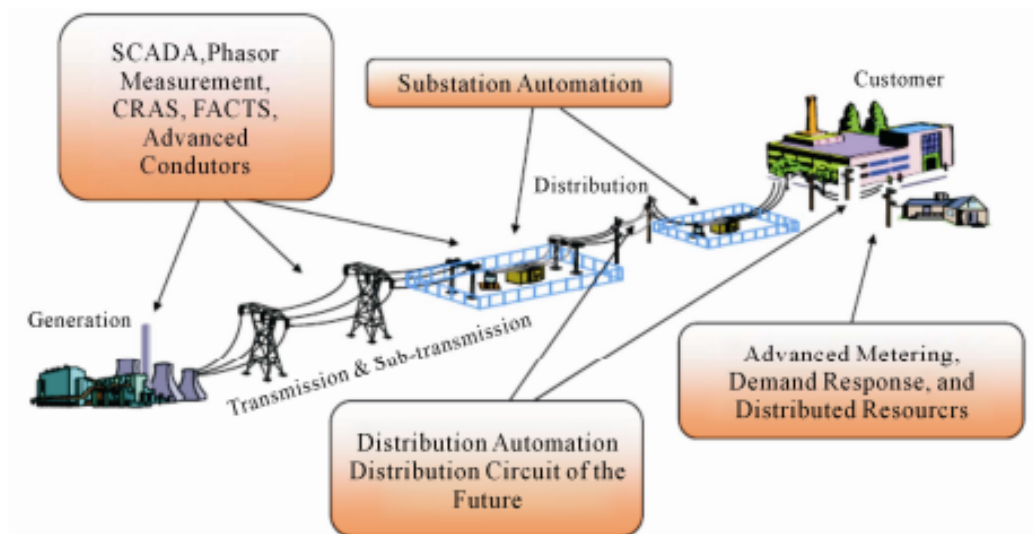 SCADA,Phasor
Measurement,
CRAS, FACTS,
Advanced
Condutors
Substation Automation
Customer
Distribution
Generation
Transmission & Sub-transmission
Advanced Metering,
Demand Response, and
Distributed Resourcrs
Distribution Automation
Distribution Circuit of the
Future